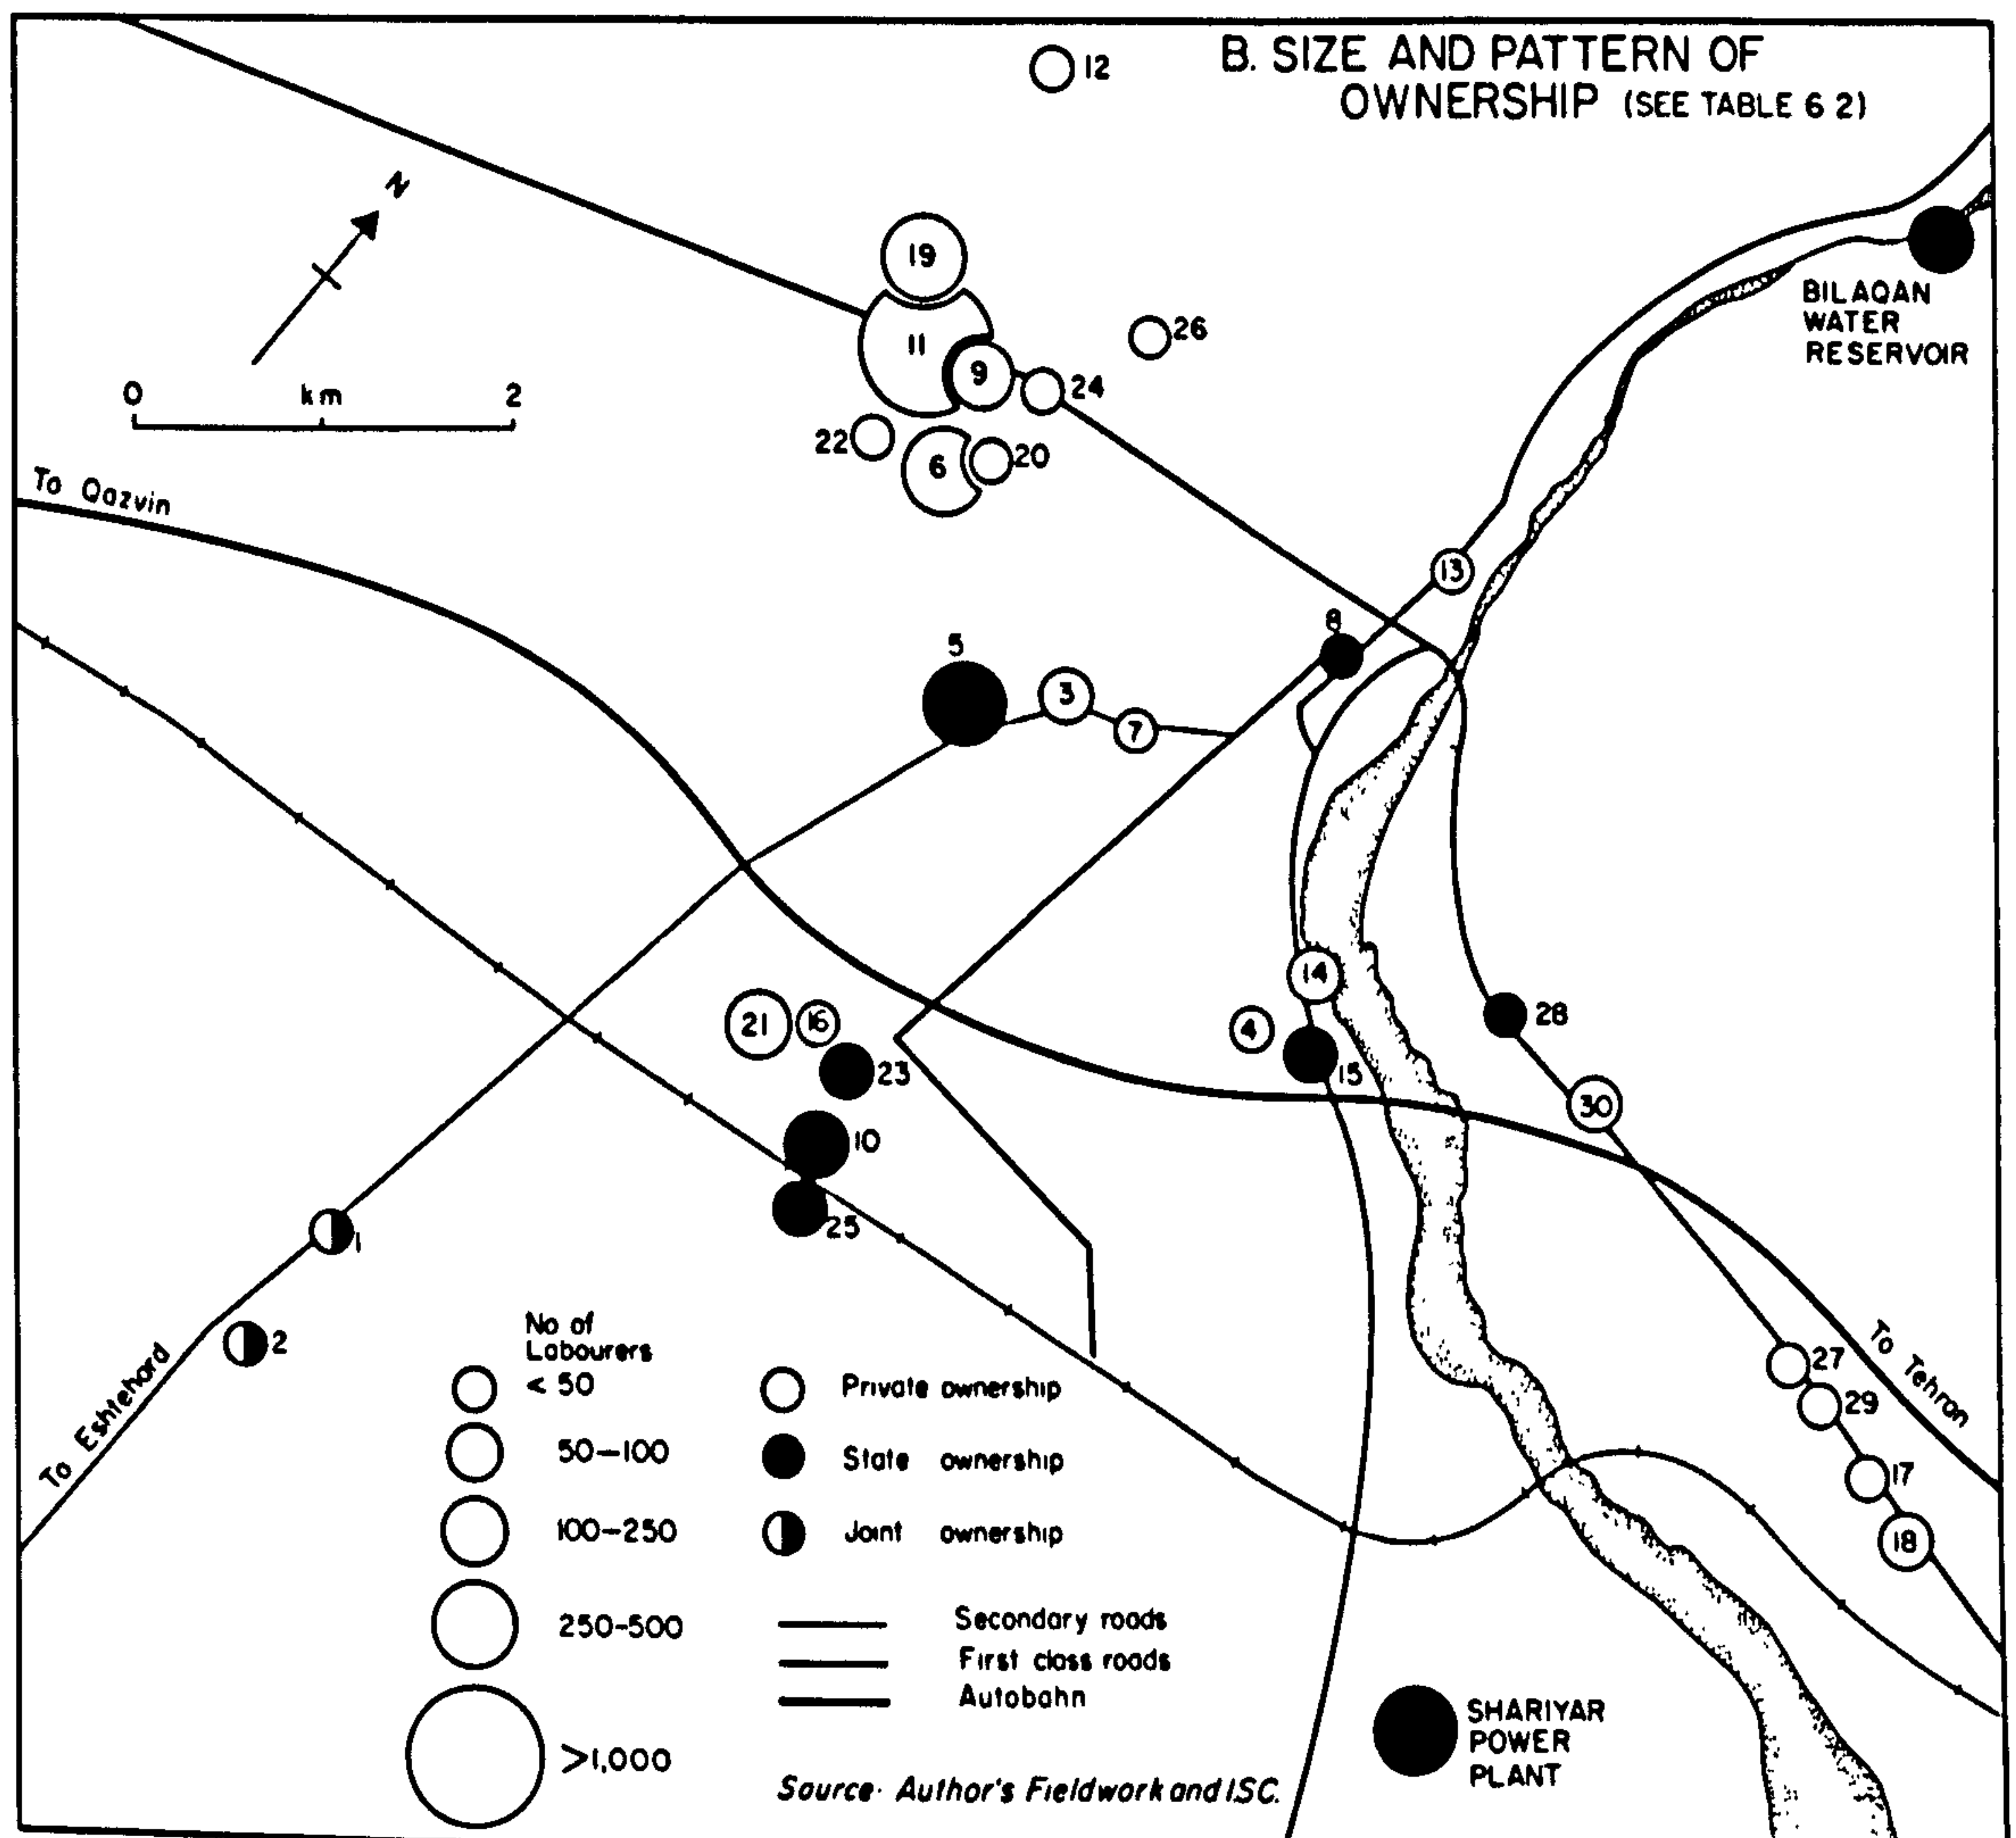 B. SIZE AND PATTERN OF
OWNERSHIP (SEE TABLE 6 2)
12
N
19
BILAQAN
WATER
RESERVOIR
11
26
9
24
0 km 2
22
6
20
To Qazvin
13
8
5
3
7
14
21
16
4
28
23
15
30
10
25
1
2
No of
Labourers
< 50
50—100
100—250
250-500
>1,000
Private ownership
State ownership
Joint ownership
Secondary roads
First class roads
Autobahn
To Eshtehard
27
To Tehran
29
17
18
SHARIYAR
POWER
PLANT
Source· Author's Fieldwork and I.S.C.